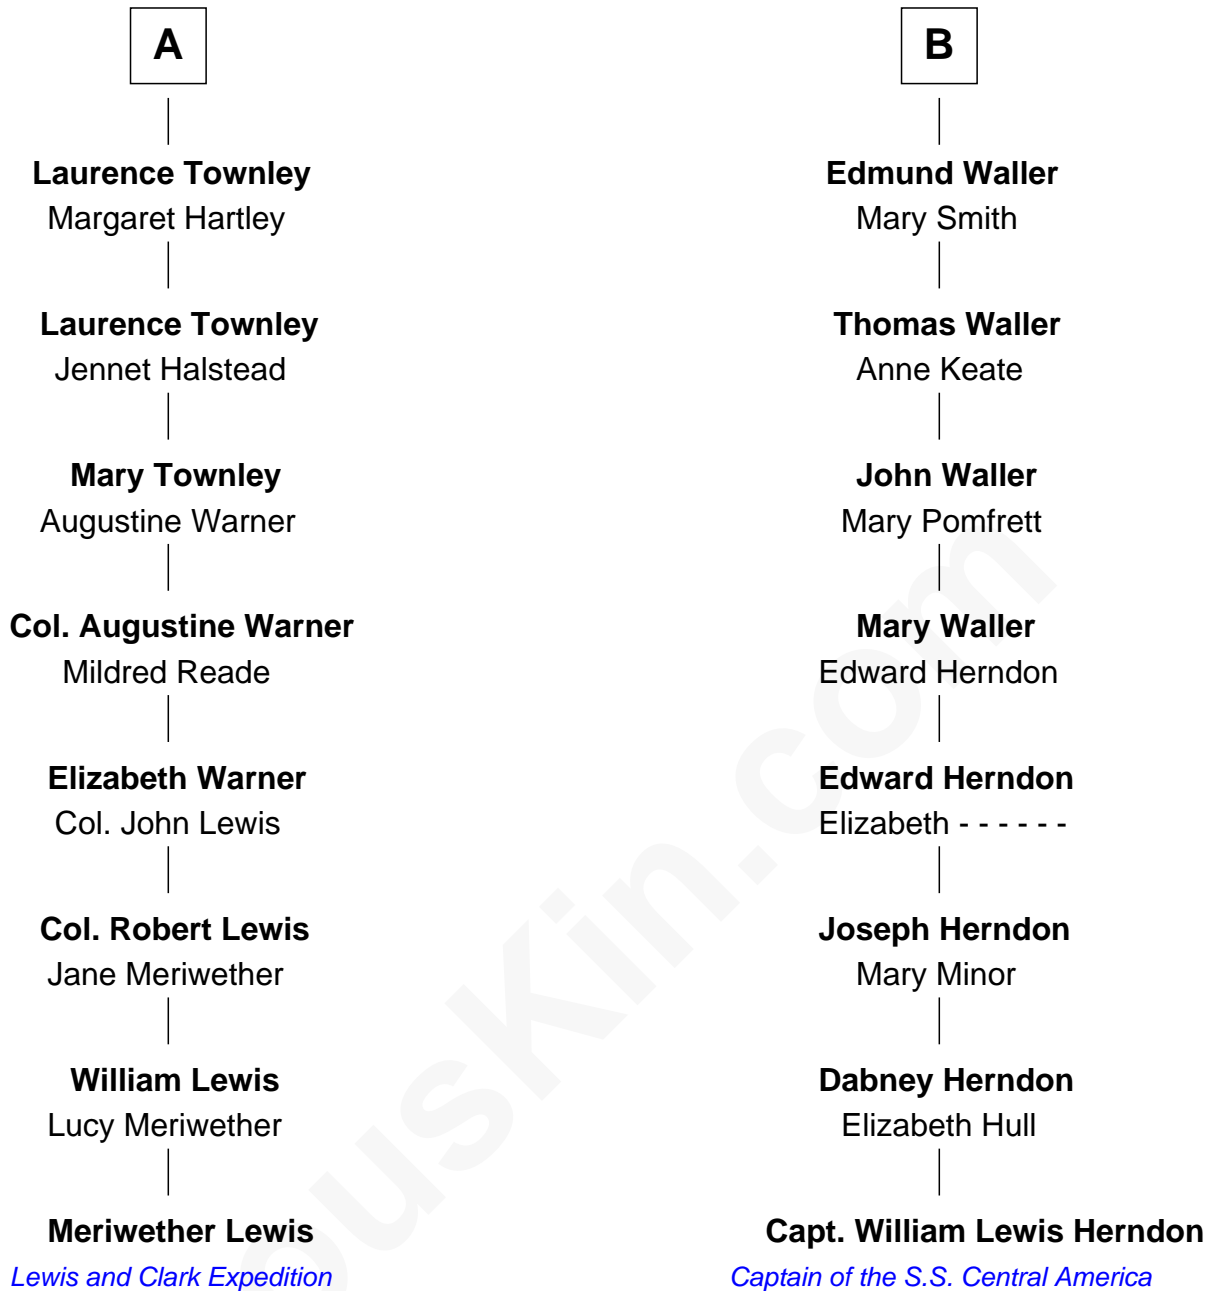 A
Laurence Townley
Margaret Hartley
Laurence Townley
Jennet Halstead
Mary Townley
Augustine Warner
Col. Augustine Warner
Mildred Reade
Elizabeth Warner
Col. John Lewis
Col. Robert Lewis
Jane Meriwether
William Lewis
Lucy Meriwether
Meriwether Lewis
Lewis and Clark Expedition
B
Edmund Waller
Mary Smith
Thomas Waller
Anne Keate
John Waller
Mary Pomfrett
Mary Waller
Edward Herndon
Edward Herndon
Elizabeth - - - - - -
Joseph Herndon
Mary Minor
Dabney Herndon
Elizabeth Hull
Capt. William Lewis Herndon
Captain of the S.S. Central America
ousKin.com